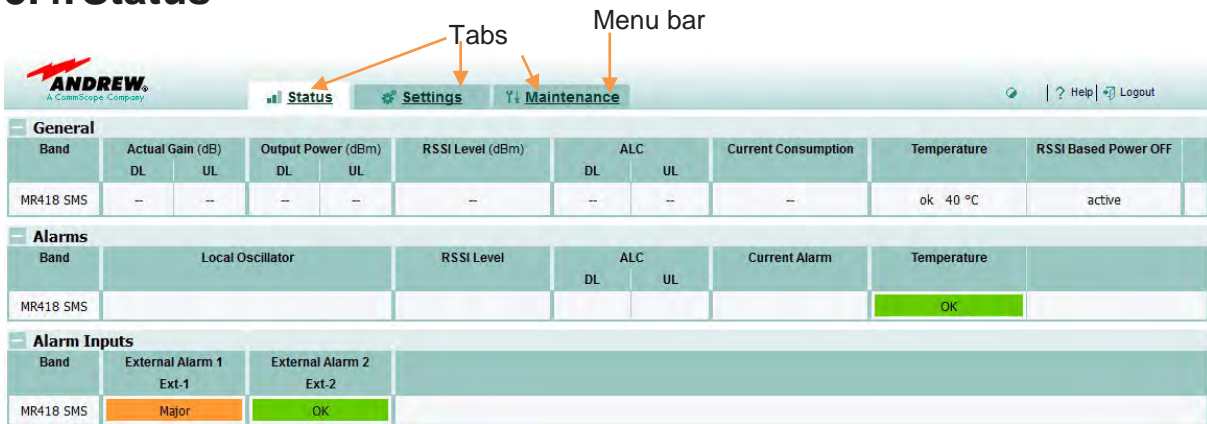 Menu bar
Tabs
ANDREW®
A CommScope Company
Status Settings Maintenance ? Help Logout
General
Band Actual Gain (dB) Output Power (dBm) RSSI Level (dBm) ALC Current Consumption Temperature RSSI Based Power OFF
DL UL DL UL DL UL
MR418 SMS -- -- -- -- -- -- -- -- ok 40 °C active
Alarms
Band Local Oscillator RSSI Level ALC Current Alarm Temperature
DL UL
MR418 SMS OK
Alarm Inputs
Band External Alarm 1 External Alarm 2
Ext-1 Ext-2
MR418 SMS Major OK